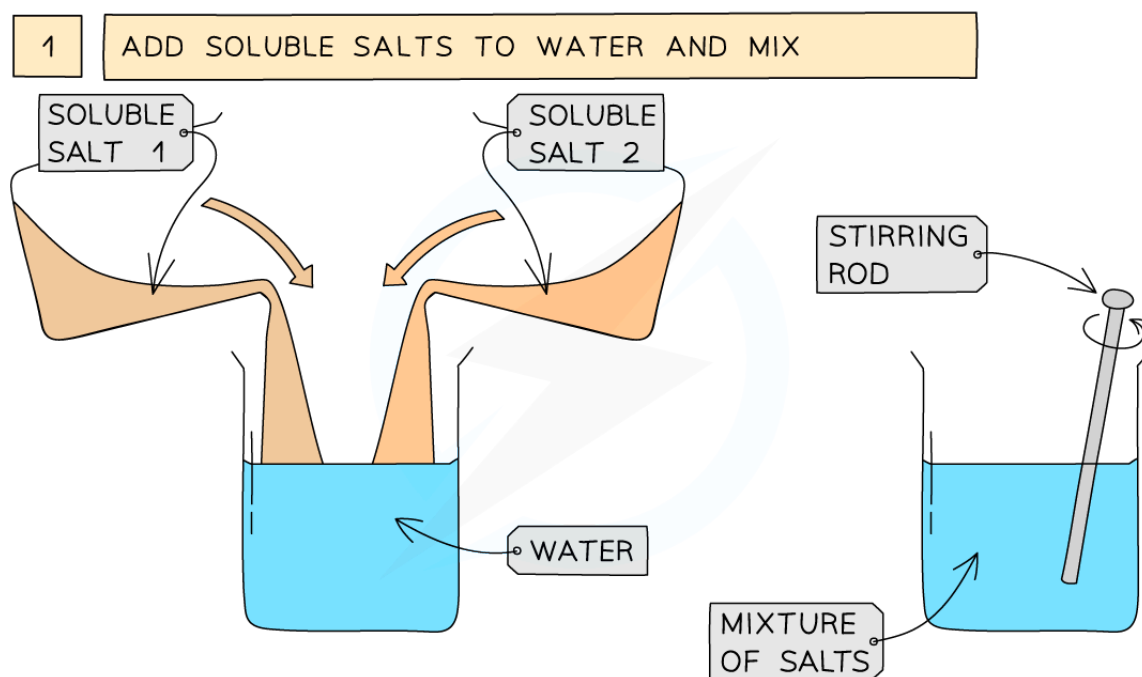 1
ADD SOLUBLE SALTS TO WATER AND MIX
SOLUBLE
SALT 1
SOLUBLE
SALT 2
STIRRING
ROD
WATER
MIXTURE
OF SALTS